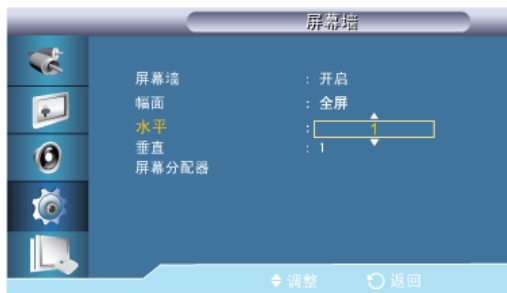 屏幕墙
屏幕墙 : 开启
幅面 : 全屏
水平 : 1
垂直 : 1
屏幕分配器
调整 返回